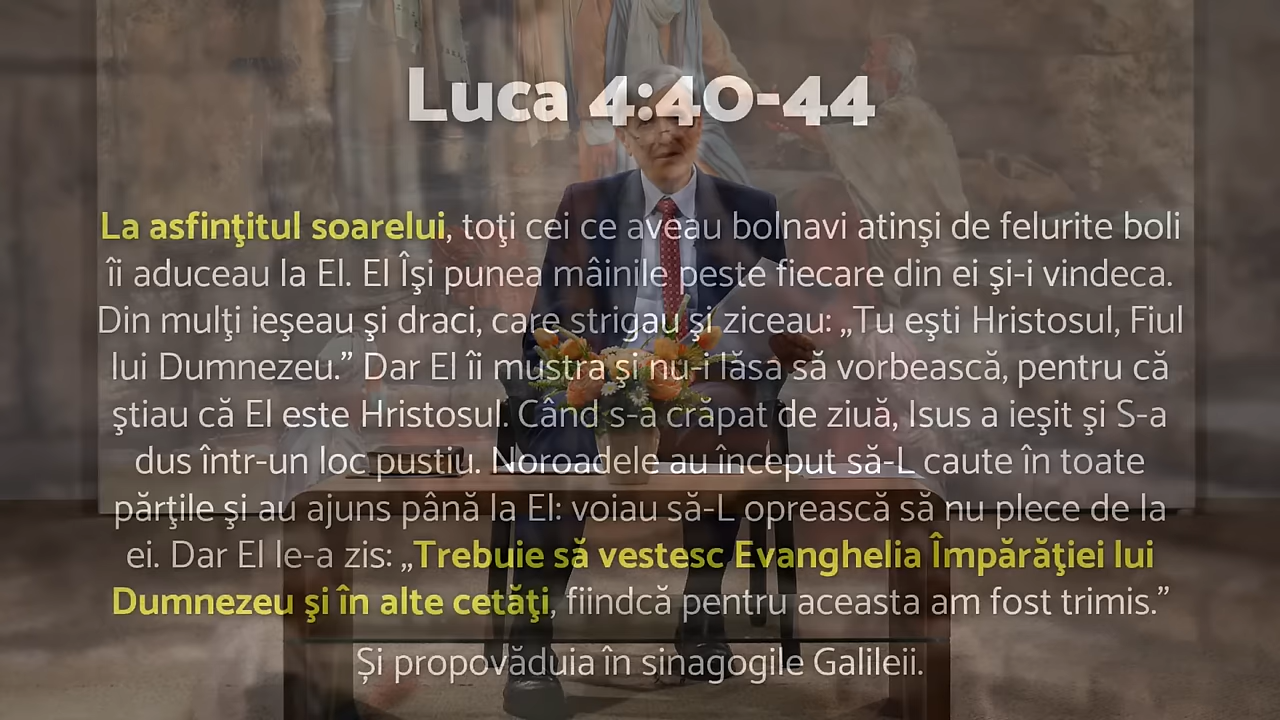 Luca 4:40-44
La asfinţitul soarelui, toţi cei ce aveau bolnavi atinşi de felurite boli
îi aduceau la El. El Îşi punea mâinile peste fiecare din ei şi-i vindeca.
Din mulţi ieşeau şi draci, care strigau şi ziceau: „Tu eşti Hristosul, Fiul
lui Dumnezeu.” Dar El îi mustra şi nu-i lăsa să vorbească, pentru că
ştiau că El este Hristosul. Când s-a crăpat de ziuă, Isus a ieşit şi S-a
dus într-un loc pustiu. Noroadele au început să-L caute în toate
părţile şi au ajuns până la El: voiau să-L oprească să nu plece de la
ei. Dar El le-a zis: „Trebuie să vestesc Evanghelia Împărăţiei lui
Dumnezeu şi în alte cetăţi, fiindcă pentru aceasta am fost trimis.”
Și propovăduia în sinagogile Galileii.